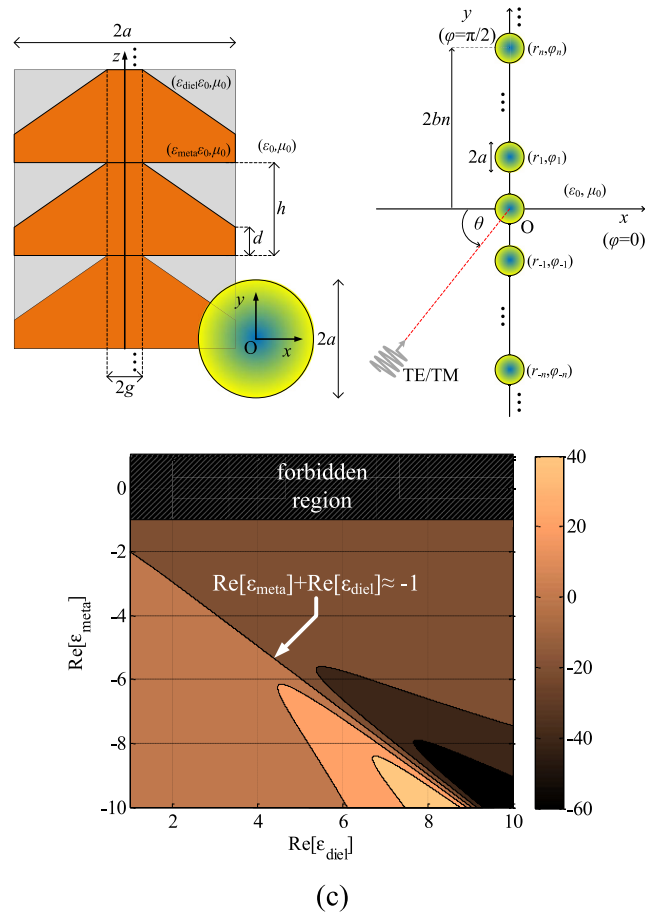 2a
z
(ε_diel ε_0, μ_0)
(ε_meta ε_0, μ_0)
(ε_0, μ_0)
h
d
y
O
x
2a
2g
y
(φ=π/2)
(r_n, φ_n)
2bn
2a
(r_1, φ_1)
(ε_0, μ_0)
x
O
(φ=0)
θ
(r_-1, φ_-1)
TE/TM
(r_-n, φ_-n)
forbidden
region
Re[ε_meta]+Re[ε_diel]≈ -1
Re[ε_meta]
0
-2
-4
-6
-8
-10
2
4
6
8
10
Re[ε_diel]
40
20
0
-20
-40
-60
(c)